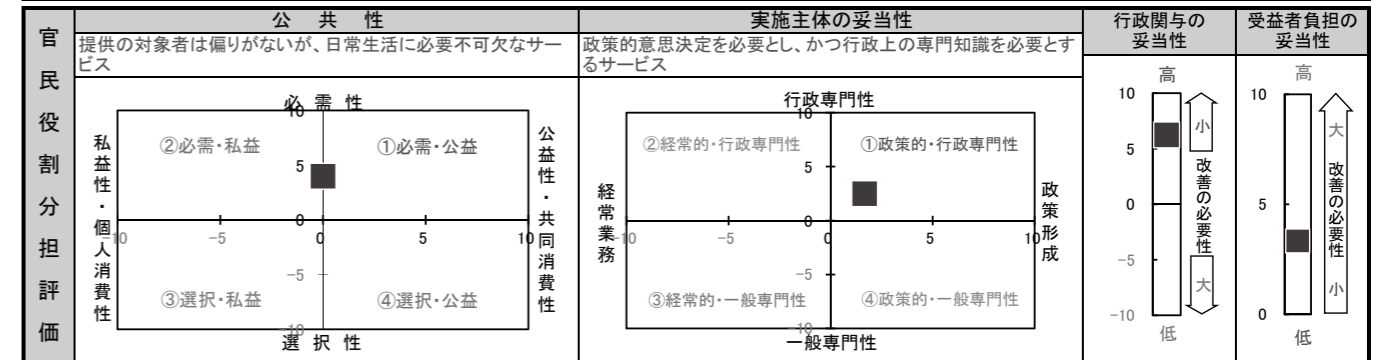 官民役割分担評価
公共性
提供の対象者は偏りがないが、日常生活に必要不可欠なサー
ビス
必需性
10
私益性・個人消費性
②必需・私益
①必需・公益
公益性・共同消費性
5
0
-10
-5
0
5
10
-5
③選択・私益
④選択・公益
-10
選択性
実施主体の妥当性
政策的意思決定を必要とし、かつ行政上の専門知識を必要とす
るサービス
行政専門性
10
②経常的・行政専門性
①政策的・行政専門性
5
経常業務
政策形成
0
-10
-5
0
5
10
-5
③経常的・一般専門性
④政策的・一般専門性
-10
一般専門性
行政関与の
妥当性
高
10
小
5
改善の必要性
0
-5
大
-10
低
受益者負担の
妥当性
高
10
大
改善の必要性
5
小
0
低